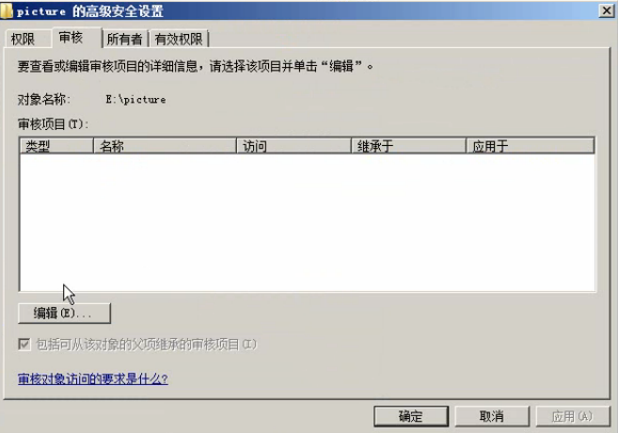 picture 的高级安全设置
权限 审核 所有者 有效权限
要查看或编辑审核项目的详细信息，请选择该项目并单击“编辑”。
对象名称: E:\picture
审核项目(T):
类型 名称 访问 继承于 应用于
编辑(E)...
包括可从该对象的父项继承的审核项目(I)
审核对象访问的要求是什么?
确定 取消 应用(A)